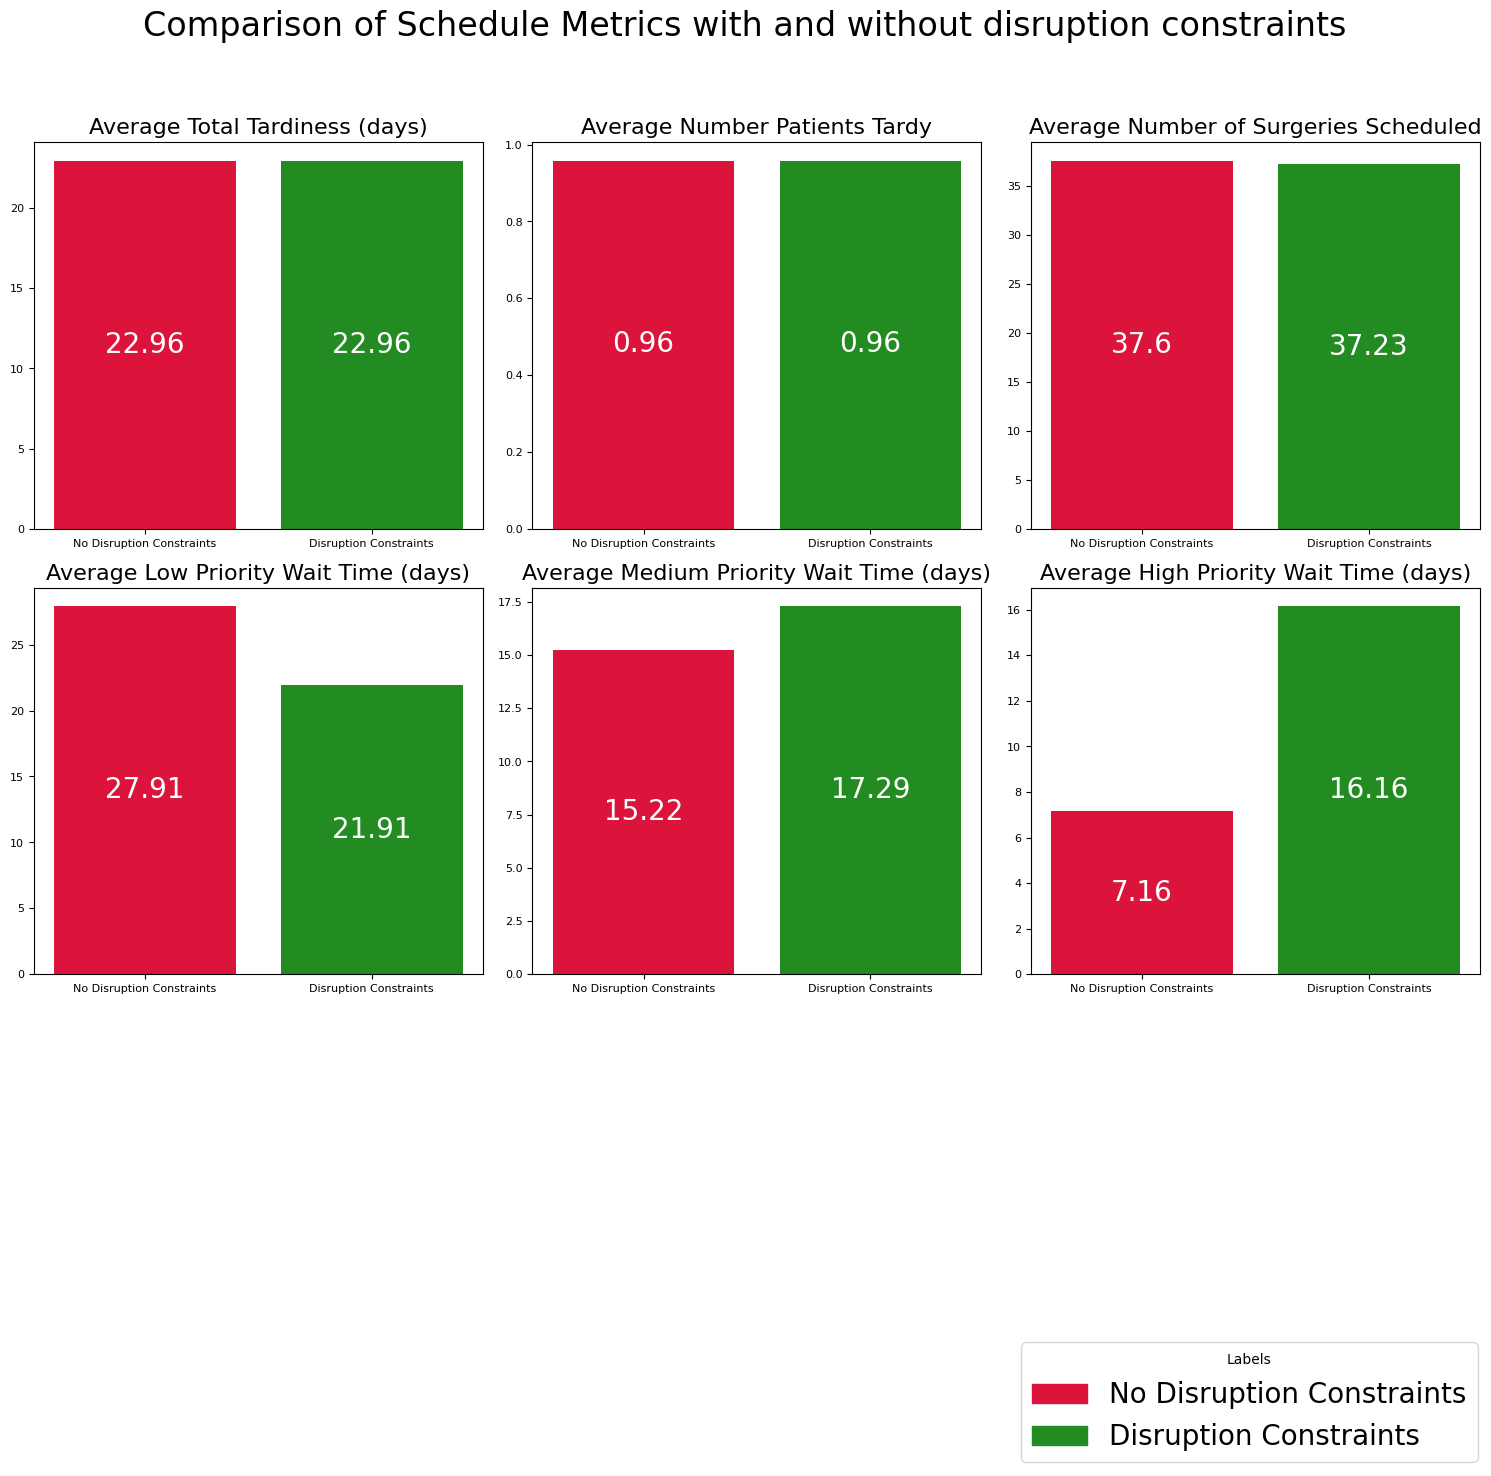 Comparison of Schedule Metrics with and without disruption constraints
Average Total Tardiness (days)
20
15
10
5
0
22.96
22.96
No Disruption Constraints
Disruption Constraints
Average Number Patients Tardy
1.0
0.8
0.6
0.4
0.2
0.0
0.96
0.96
No Disruption Constraints
Disruption Constraints
Average Number of Surgeries Scheduled
35
30
25
20
15
10
5
0
37.6
37.23
No Disruption Constraints
Disruption Constraints
Average Low Priority Wait Time (days)
25
20
15
10
5
0
27.91
21.91
No Disruption Constraints
Disruption Constraints
Average Medium Priority Wait Time (days)
17.5
15.0
12.5
10.0
7.5
5.0
2.5
0.0
15.22
17.29
No Disruption Constraints
Disruption Constraints
Average High Priority Wait Time (days)
16
14
12
10
8
6
4
2
0
7.16
16.16
No Disruption Constraints
Disruption Constraints
Labels
No Disruption Constraints
Disruption Constraints